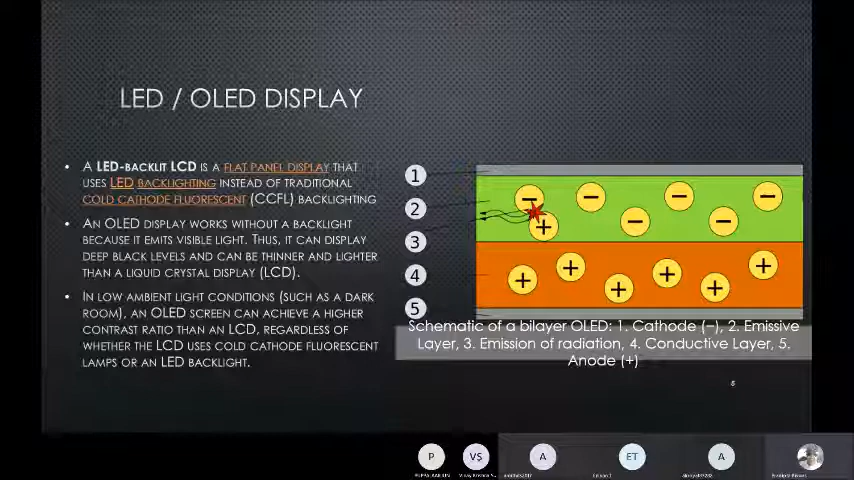 LED / OLED DISPLAY
• A LED-BACKLIT LCD IS A FLAT PANEL DISPLAY THAT
USES LED BACKLIGHTING INSTEAD OF TRADITIONAL
COLD CATHODE FLUORESCENT (CCFL) BACKLIGHTING
• AN OLED DISPLAY WORKS WITHOUT A BACKLIGHT
BECAUSE IT EMITS VISIBLE LIGHT. THUS, IT CAN DISPLAY
DEEP BLACK LEVELS AND CAN BE THINNER AND LIGHTER
THAN A LIQUID CRYSTAL DISPLAY (LCD).
• IN LOW AMBIENT LIGHT CONDITIONS (SUCH AS A DARK
ROOM), AN OLED SCREEN CAN ACHIEVE A HIGHER
CONTRAST RATIO THAN AN LCD, REGARDLESS OF
WHETHER THE LCD USES COLD CATHODE FLUORESCENT
LAMPS OR AN LED BACKLIGHT.
1
2
3
4
5
− − − − − −
+ + + + + + +
Schematic of a bilayer OLED: 1. Cathode (−), 2. Emissive
Layer, 3. Emission of radiation, 4. Conductive Layer, 5.
Anode (+)
P
VS
A
ET
A